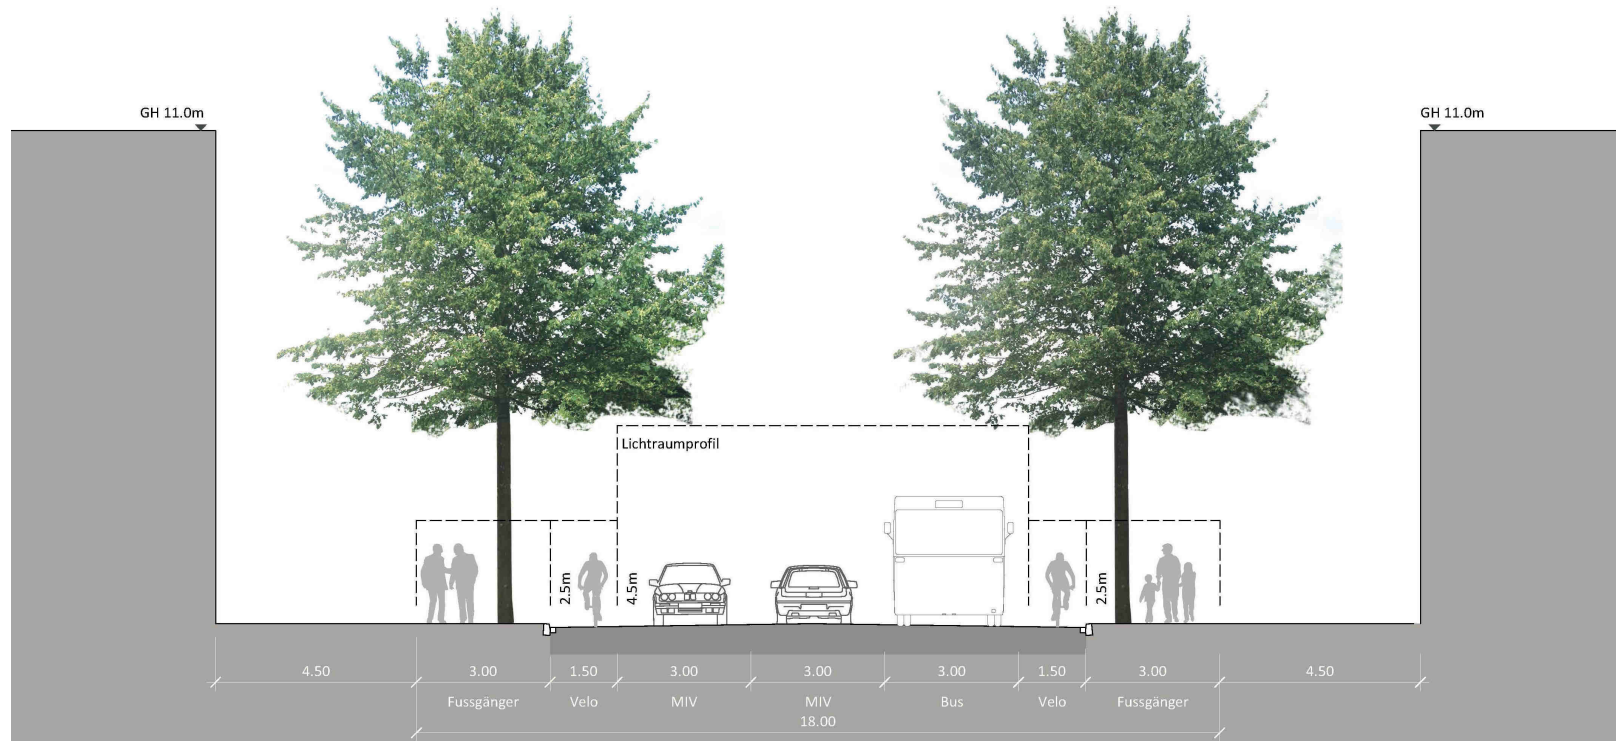 GH 11.0m
GH 11.0m
Lichtraumprofil
2.5m
4.5m
2.5m
4.50
3.00
1.50
3.00
3.00
3.00
1.50
3.00
4.50
Fussgänger
Velo
MIV
MIV
Bus
Velo
Fussgänger
18.00